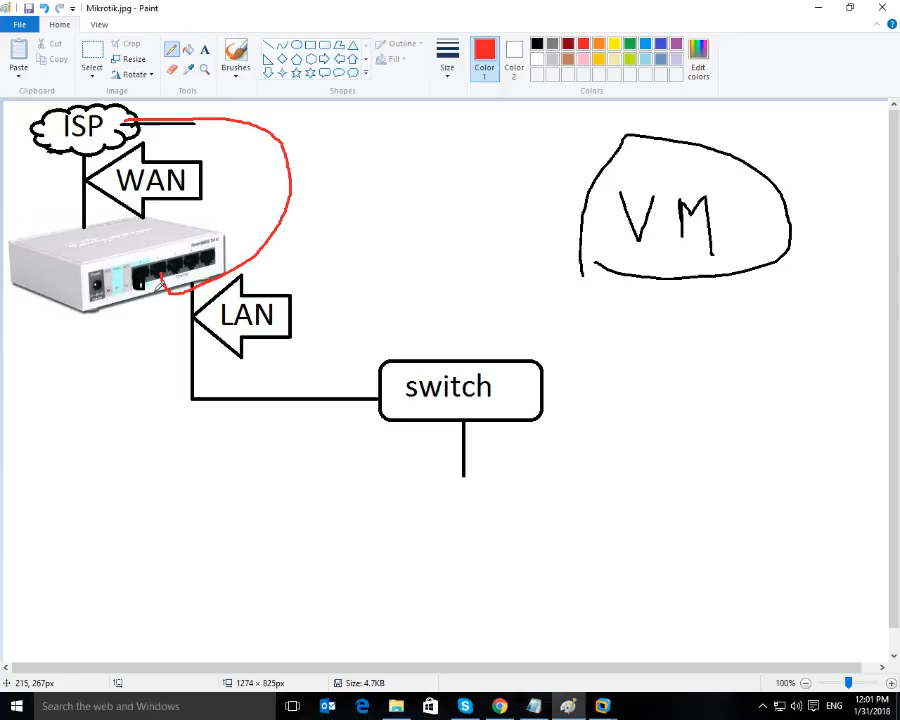 Mikrotik.jpg - Paint
File Home View
Paste
Cut
Copy
Select
Crop
Resize
Rotate
Brushes
Outline
Fill
Size
Color
1
Color
2
Edit
colors
Clipboard
Image
Tools
Shapes
Colors
ISP
WAN
VM
LAN
switch
215, 267px
1274 × 825px
Size: 4.7KB
100%
Search the web and Windows
ENG
12:01 PM
1/31/2018